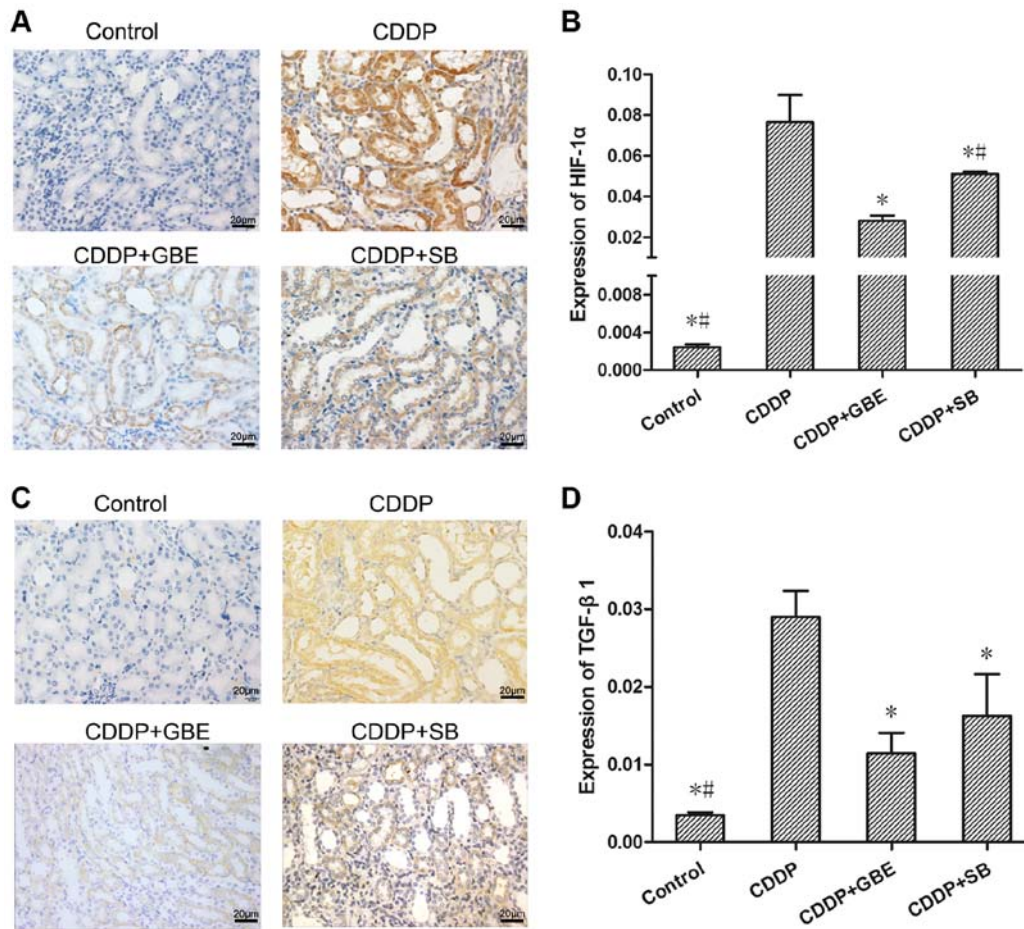 A
Control
CDDP
20μm
20μm
CDDP+GBE
CDDP+SB
20μm
20μm
B
Expression of HIF-1α
0.10
0.08
0.06
0.04
0.02
0.008
0.004
0.000
*#
*
*#
Control
CDDP
CDDP+GBE
CDDP+SB
C
Control
CDDP
20μm
20μm
CDDP+GBE
CDDP+SB
20μm
20μm
D
Expression of TGF-β 1
0.04
0.03
0.02
0.01
0.00
*#
*
*
Control
CDDP
CDDP+GBE
CDDP+SB